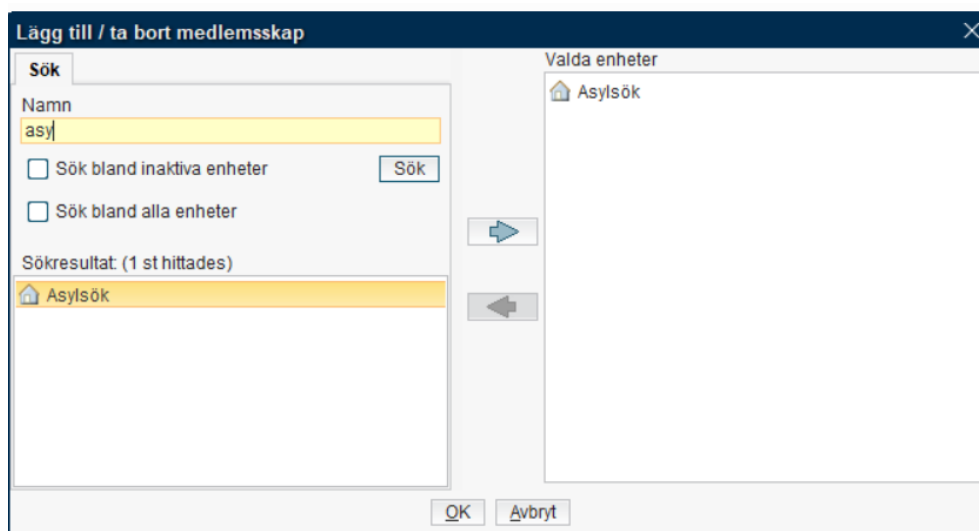 Lägg till / ta bort medlemsskap
Sök
Namn
asy
Sök bland inaktiva enheter
Sök
Sök bland alla enheter
Sökresultat: (1 st hittades)
Asylsök
Valda enheter
Asylsök
OK
Avbryt